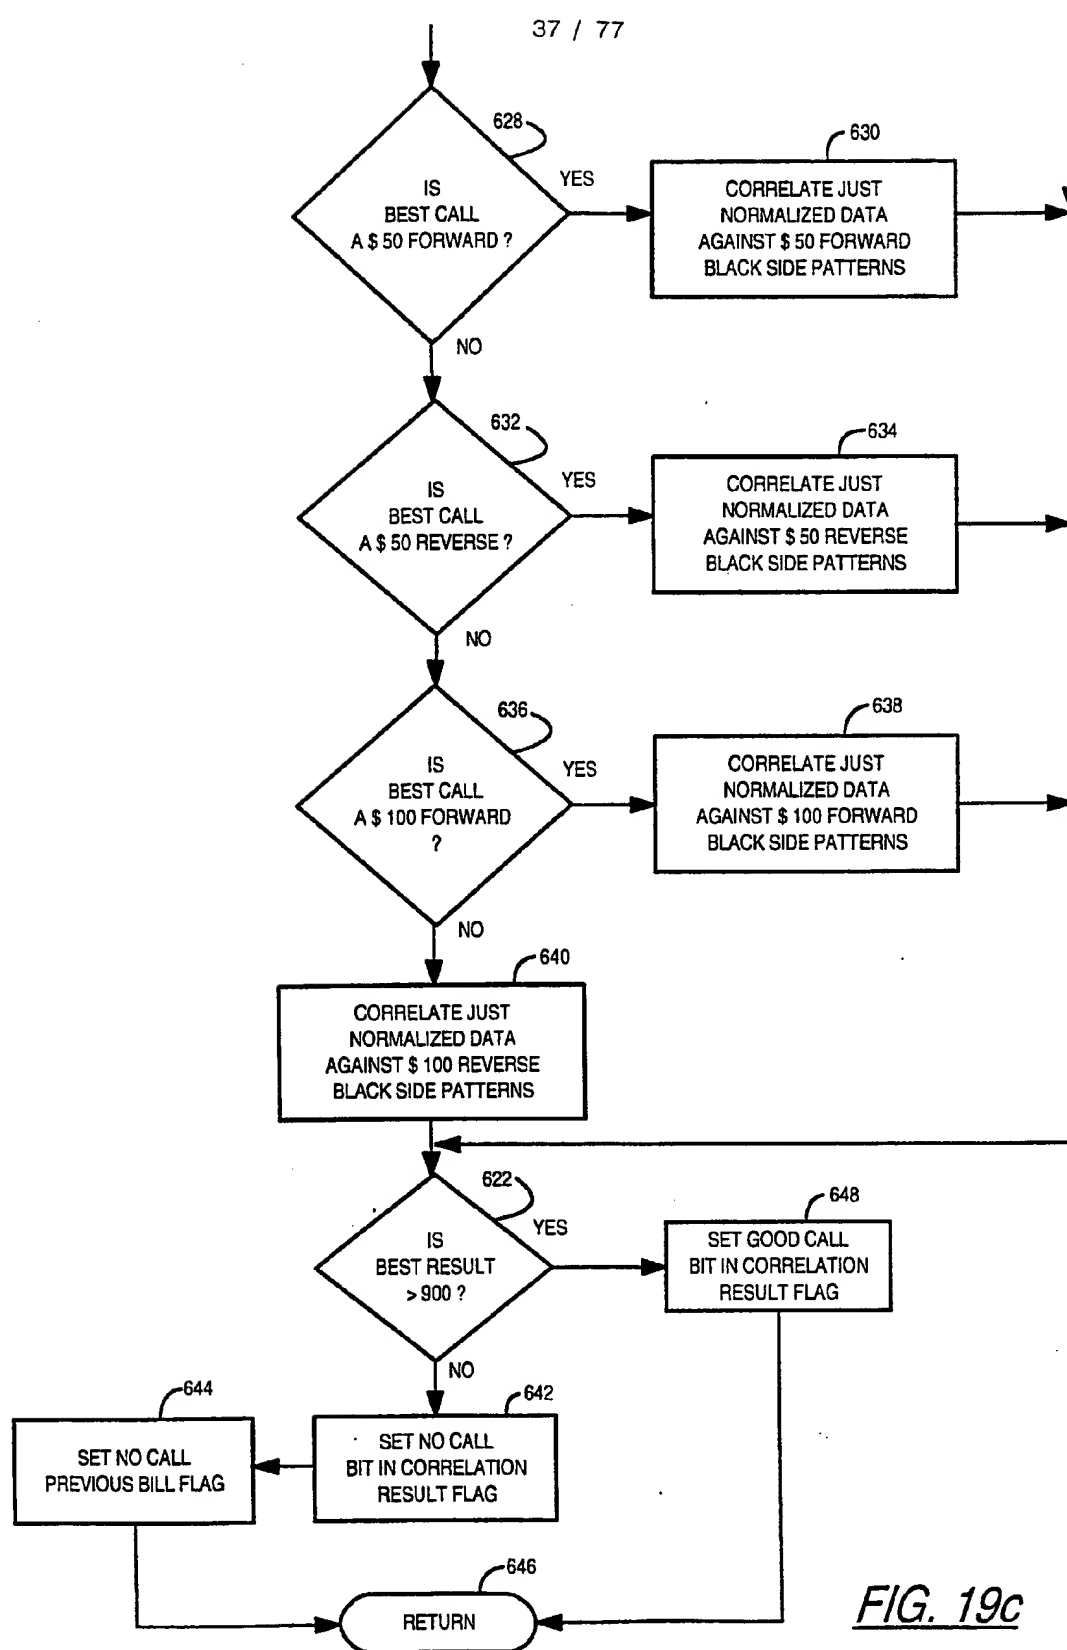 37 / 77
628
IS
BEST CALL
A $ 50 FORWARD ?
YES
630
CORRELATE JUST
NORMALIZED DATA
AGAINST $ 50 FORWARD
BLACK SIDE PATTERNS
NO
632
IS
BEST CALL
A $ 50 REVERSE ?
YES
634
CORRELATE JUST
NORMALIZED DATA
AGAINST $ 50 REVERSE
BLACK SIDE PATTERNS
NO
636
IS
BEST CALL
A $ 100 FORWARD
?
YES
638
CORRELATE JUST
NORMALIZED DATA
AGAINST $ 100 FORWARD
BLACK SIDE PATTERNS
NO
640
CORRELATE JUST
NORMALIZED DATA
AGAINST $ 100 REVERSE
BLACK SIDE PATTERNS
622
IS
BEST RESULT
> 900 ?
YES
648
SET GOOD CALL
BIT IN CORRELATION
RESULT FLAG
NO
642
SET NO CALL
BIT IN CORRELATION
RESULT FLAG
644
SET NO CALL
PREVIOUS BILL FLAG
646
RETURN
FIG. 19c